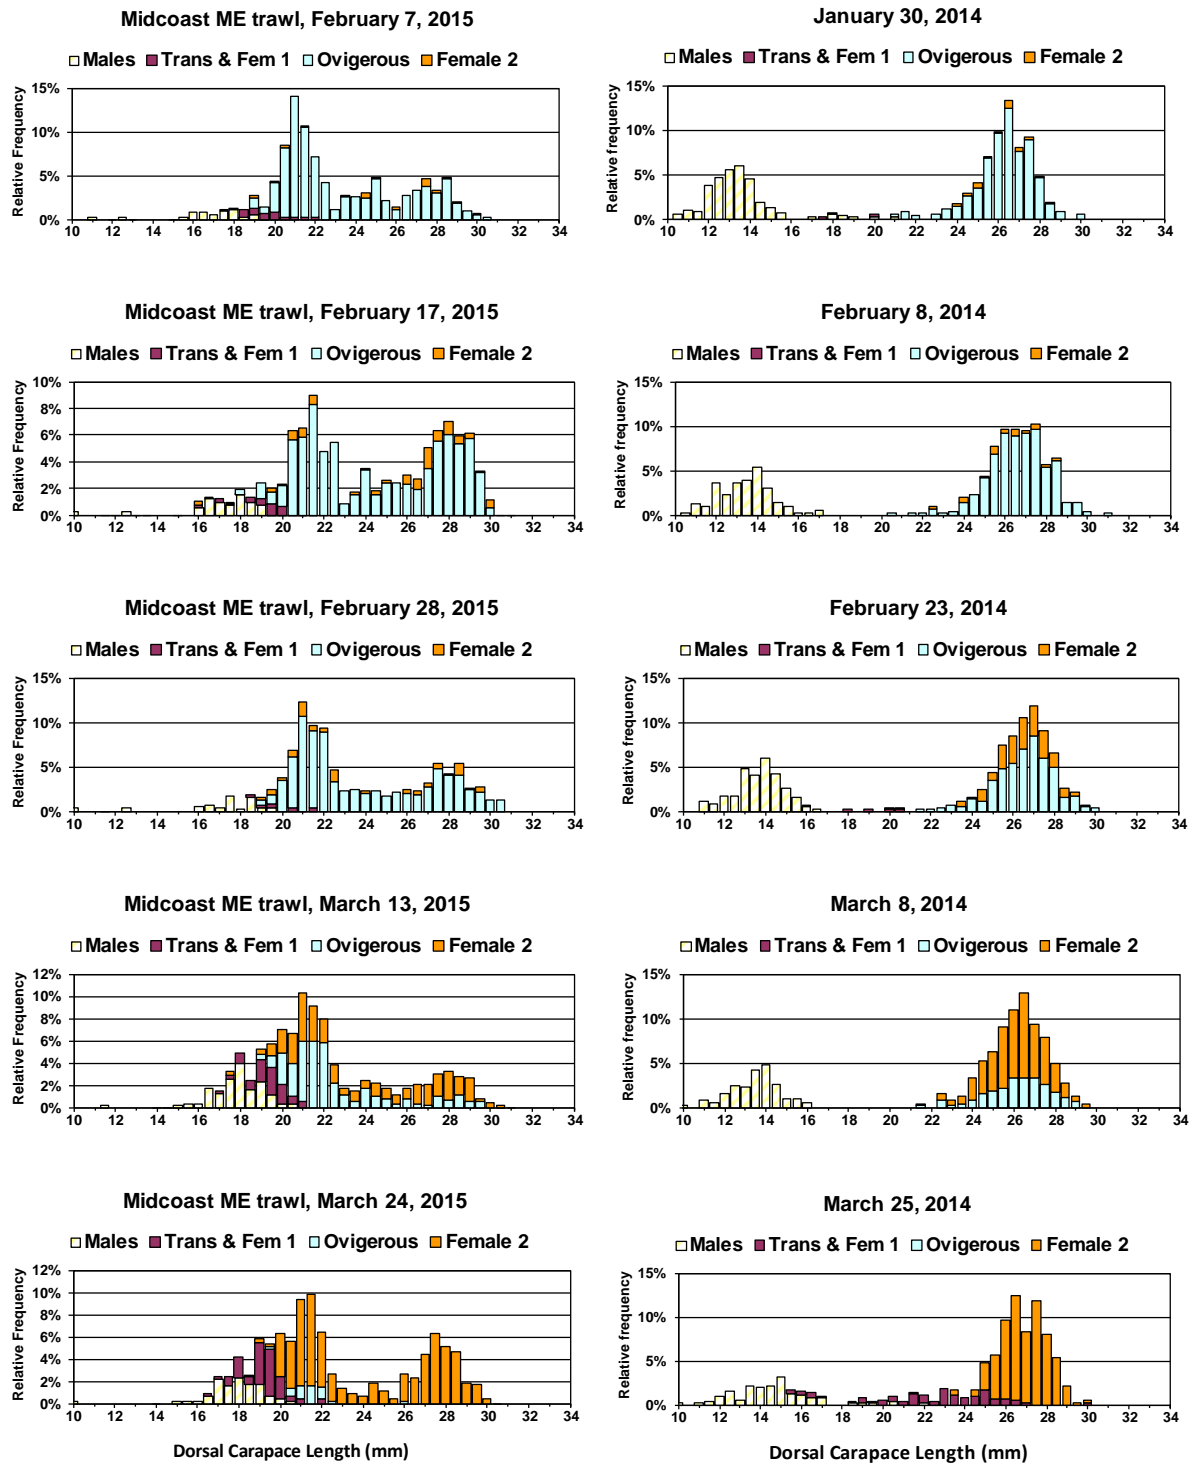 Midcoast ME trawl, February 7, 2015
Males Trans & Fem 1 Ovigerous Female 2
Relative Frequency
15%
10%
5%
0%
10 12 14 16 18 20 22 24 26 28 30 32 34
January 30, 2014
Males Trans & Fem 1 Ovigerous Female 2
Relative frequency
15%
10%
5%
0%
10 12 14 16 18 20 22 24 26 28 30 32 34
Midcoast ME trawl, February 17, 2015
Males Trans & Fem 1 Ovigerous Female 2
Relative Frequency
10%
8%
6%
4%
2%
0%
10 12 14 16 18 20 22 24 26 28 30 32 34
February 8, 2014
Males Trans & Fem 1 Ovigerous Female 2
Relative frequency
15%
10%
5%
0%
10 12 14 16 18 20 22 24 26 28 30 32 34
Midcoast ME trawl, February 28, 2015
Males Trans & Fem 1 Ovigerous Female 2
Relative Frequency
15%
10%
5%
0%
10 12 14 16 18 20 22 24 26 28 30 32 34
February 23, 2014
Males Trans & Fem 1 Ovigerous Female 2
Relative frequency
15%
10%
5%
0%
10 12 14 16 18 20 22 24 26 28 30 32 34
Midcoast ME trawl, March 13, 2015
Males Trans & Fem 1 Ovigerous Female 2
Relative Frequency
12%
10%
8%
6%
4%
2%
0%
10 12 14 16 18 20 22 24 26 28 30 32 34
March 8, 2014
Males Trans & Fem 1 Ovigerous Female 2
Relative frequency
15%
10%
5%
0%
10 12 14 16 18 20 22 24 26 28 30 32 34
Midcoast ME trawl, March 24, 2015
Males Trans & Fem 1 Ovigerous Female 2
Relative Frequency
12%
10%
8%
6%
4%
2%
0%
10 12 14 16 18 20 22 24 26 28 30 32 34
Dorsal Carapace Length (mm)
March 25, 2014
Males Trans & Fem 1 Ovigerous Female 2
Relative frequency
15%
10%
5%
0%
10 12 14 16 18 20 22 24 26 28 30 32 34
Dorsal Carapace Length (mm)